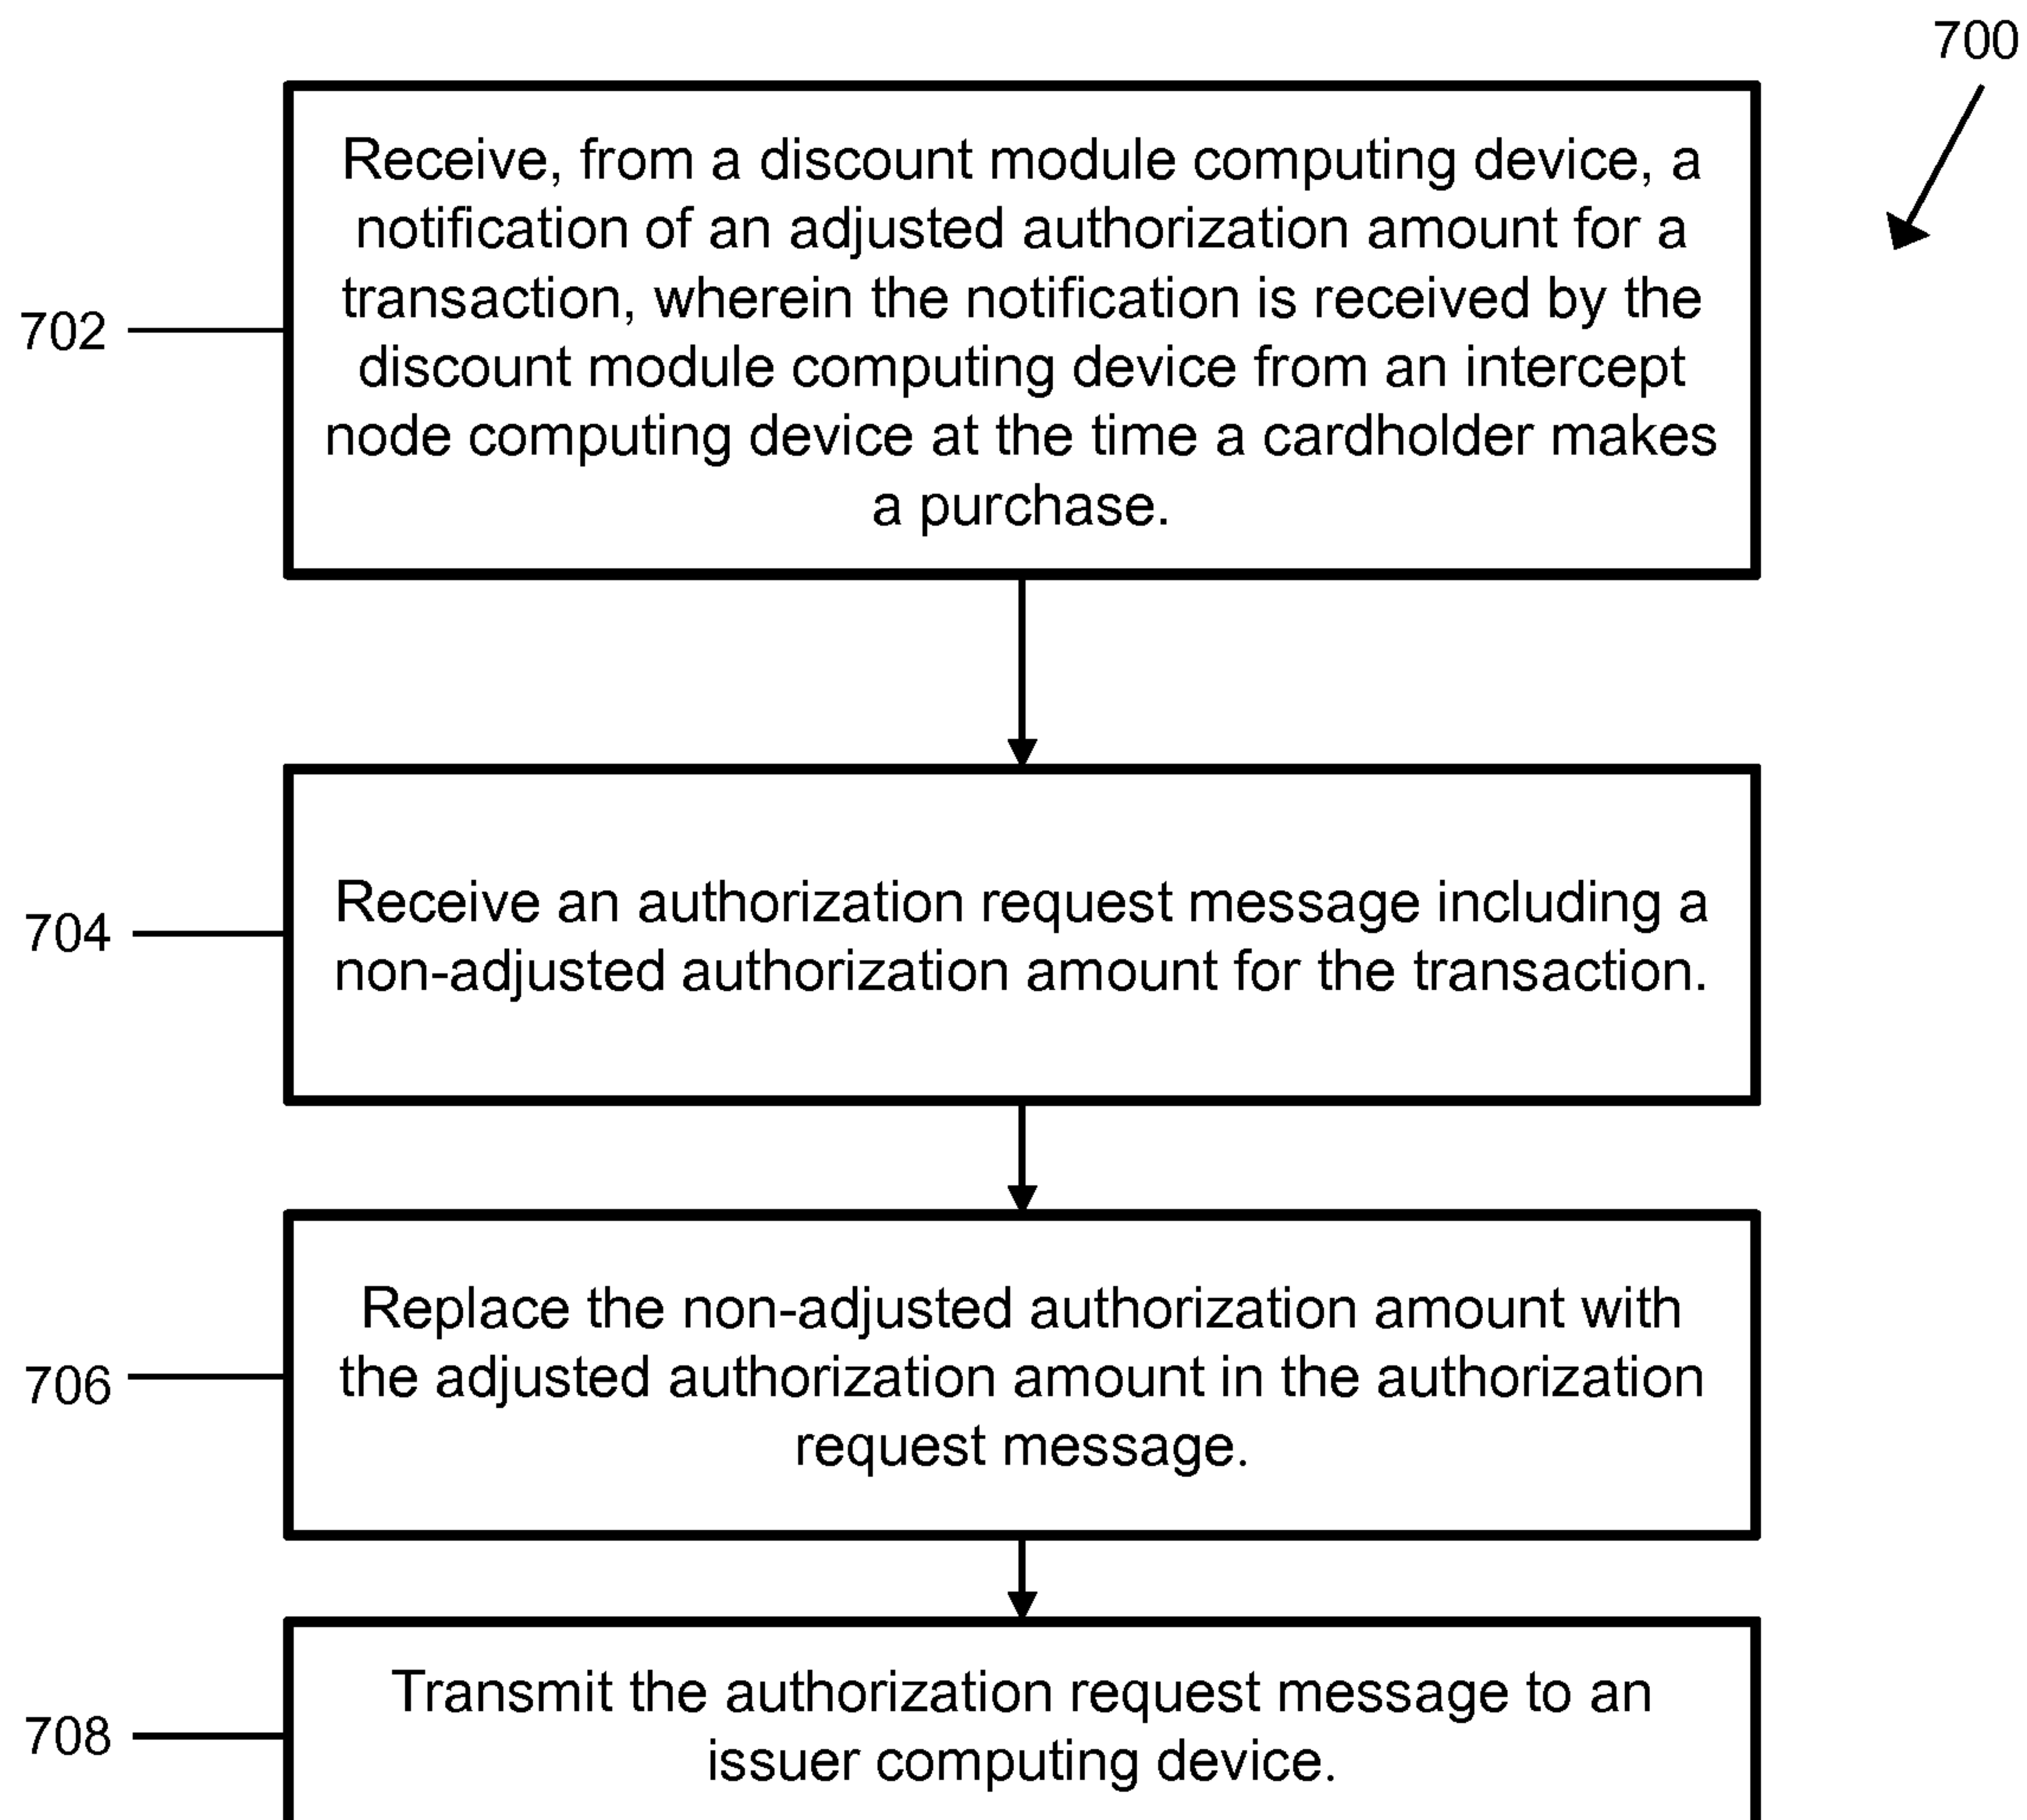 700
Receive, from a discount module computing device, a
notification of an adjusted authorization amount for a
transaction, wherein the notification is received by the
discount module computing device from an intercept
node computing device at the time a cardholder makes
a purchase.
702
Receive an authorization request message including a
non-adjusted authorization amount for the transaction.
704
Replace the non-adjusted authorization amount with
the adjusted authorization amount in the authorization
request message.
706
Transmit the authorization request message to an
issuer computing device.
708